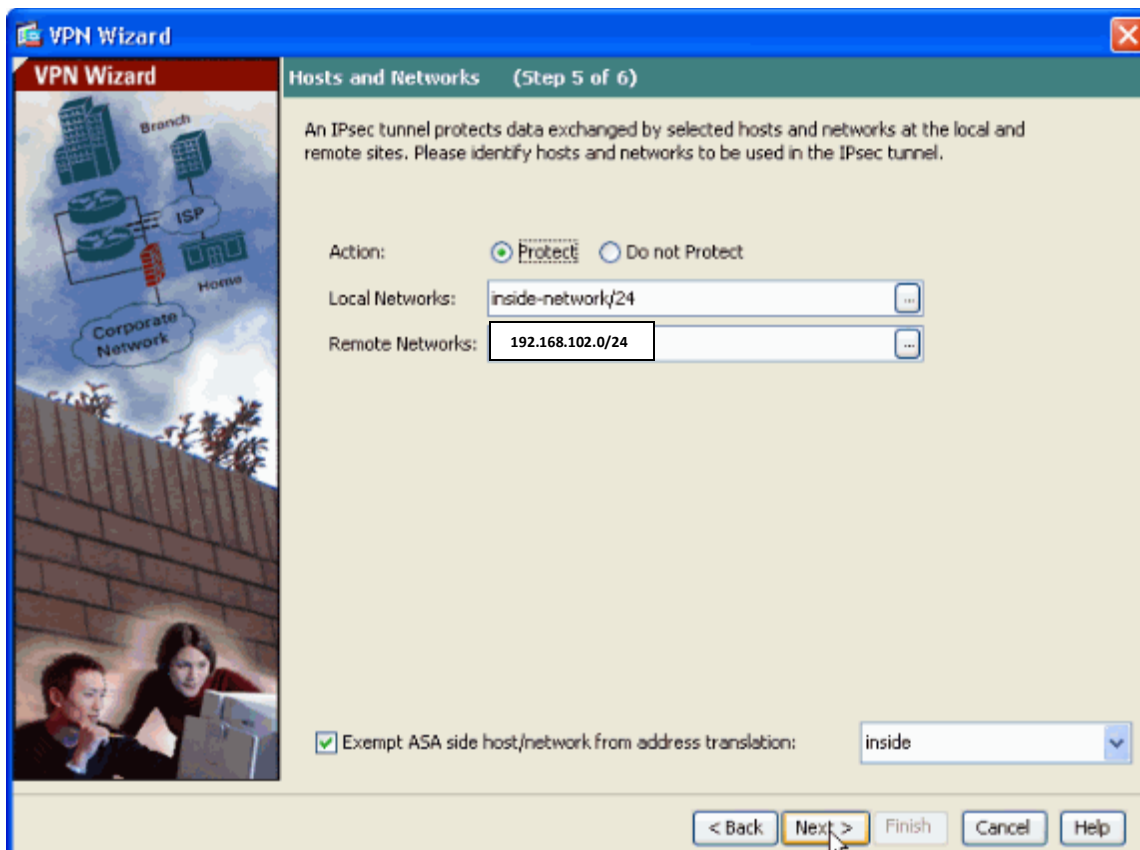 VPN Wizard
VPN Wizard
Branch
ISP
Home
Corporate
Network
Hosts and Networks (Step 5 of 6)
An IPsec tunnel protects data exchanged by selected hosts and networks at the local and
remote sites. Please identify hosts and networks to be used in the IPsec tunnel.
Action: Protect Do not Protect
Local Networks: inside-network/24 ...
Remote Networks: 192.168.102.0/24 ...
Exempt ASA side host/network from address translation: inside
< Back Next > Finish Cancel Help